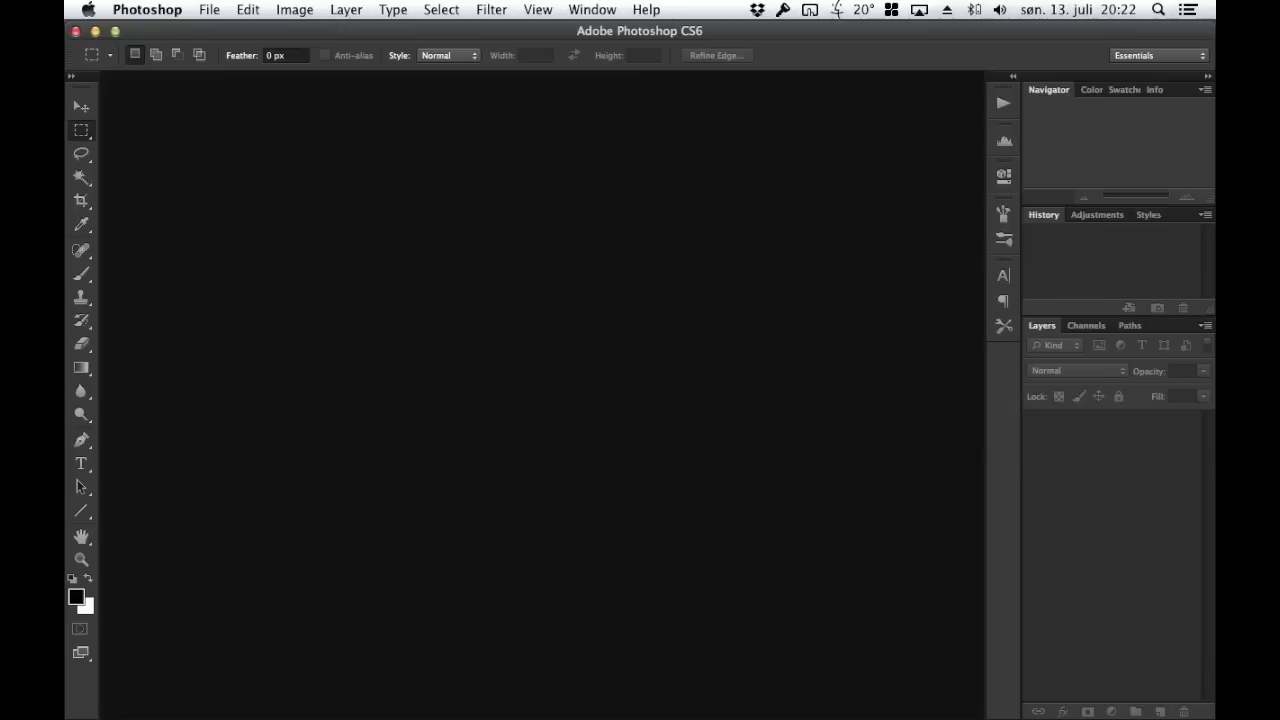 Photoshop File Edit Image Layer Type Select Filter View Window Help 20° søn. 13. juli 20:22
Adobe Photoshop CS6
Feather: 0 px Anti-alias Style: Normal Width: Height: Refine Edge... Essentials
Navigator Color Swatche Info
History Adjustments Styles
Layers Channels Paths
Kind
Normal Opacity:
Lock: Fill: